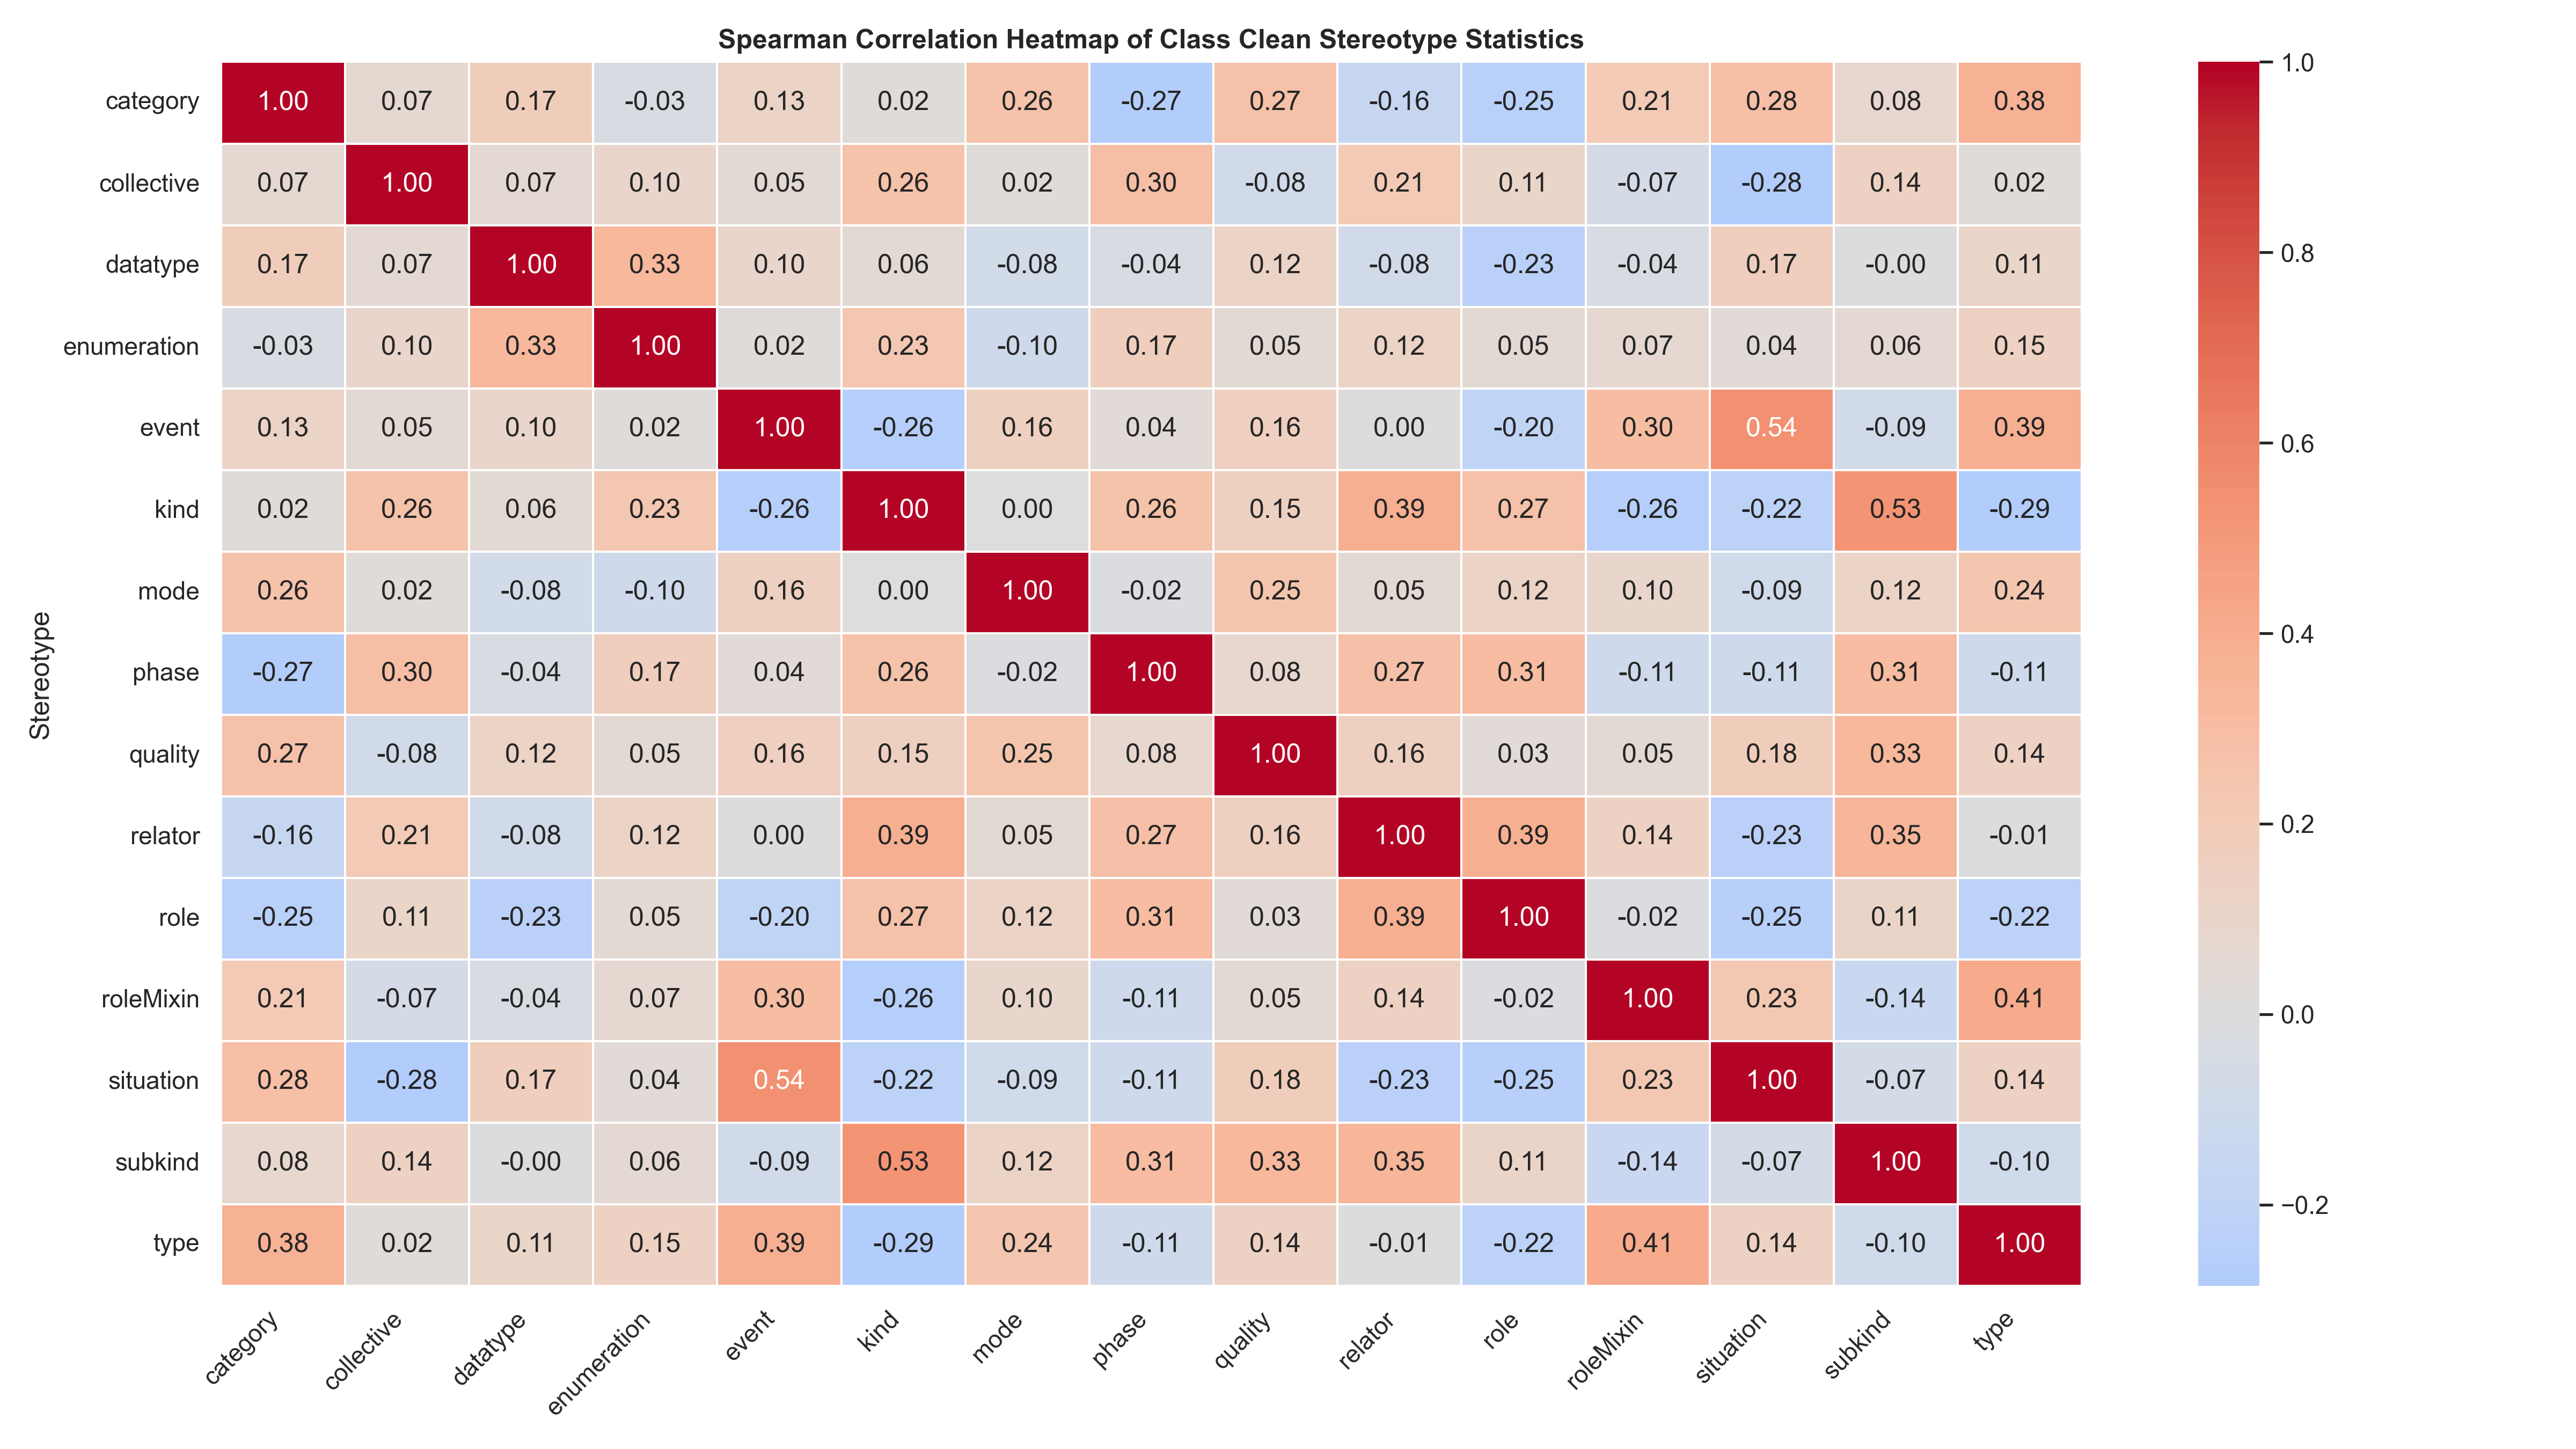 Spearman Correlation Heatmap of Class Clean Stereotype Statistics
category 1.00 0.07 0.17 -0.03 0.13 0.02 0.26 -0.27 0.27 -0.16 -0.25 0.21 0.28 0.08 0.38
collective 0.07 1.00 0.07 0.10 0.05 0.26 0.02 0.30 -0.08 0.21 0.11 -0.07 -0.28 0.14 0.02
datatype 0.17 0.07 1.00 0.33 0.10 0.06 -0.08 -0.04 0.12 -0.08 -0.23 -0.04 0.17 -0.00 0.11
enumeration -0.03 0.10 0.33 1.00 0.02 0.23 -0.10 0.17 0.05 0.12 0.05 0.07 0.04 0.06 0.15
event 0.13 0.05 0.10 0.02 1.00 -0.26 0.16 0.04 0.16 0.00 -0.20 0.30 0.54 -0.09 0.39
kind 0.02 0.26 0.06 0.23 -0.26 1.00 0.00 0.26 0.15 0.39 0.27 -0.26 -0.22 0.53 -0.29
mode 0.26 0.02 -0.08 -0.10 0.16 0.00 1.00 -0.02 0.25 0.05 0.12 0.10 -0.09 0.12 0.24
phase -0.27 0.30 -0.04 0.17 0.04 0.26 -0.02 1.00 0.08 0.27 0.31 -0.11 -0.11 0.31 -0.11
quality 0.27 -0.08 0.12 0.05 0.16 0.15 0.25 0.08 1.00 0.16 0.03 0.05 0.18 0.33 0.14
relator -0.16 0.21 -0.08 0.12 0.00 0.39 0.05 0.27 0.16 1.00 0.39 0.14 -0.23 0.35 -0.01
role -0.25 0.11 -0.23 0.05 -0.20 0.27 0.12 0.31 0.03 0.39 1.00 -0.02 -0.25 0.11 -0.22
roleMixin 0.21 -0.07 -0.04 0.07 0.30 -0.26 0.10 -0.11 0.05 0.14 -0.02 1.00 0.23 -0.14 0.41
situation 0.28 -0.28 0.17 0.04 0.54 -0.22 -0.09 -0.11 0.18 -0.23 -0.25 0.23 1.00 -0.07 0.14
subkind 0.08 0.14 -0.00 0.06 -0.09 0.53 0.12 0.31 0.33 0.35 0.11 -0.14 -0.07 1.00 -0.10
type 0.38 0.02 0.11 0.15 0.39 -0.29 0.24 -0.11 0.14 -0.01 -0.22 0.41 0.14 -0.10 1.00
category collective datatype enumeration event kind mode phase quality relator role roleMixin situation subkind type
Stereotype
1.0
0.8
0.6
0.4
0.2
0.0
−0.2